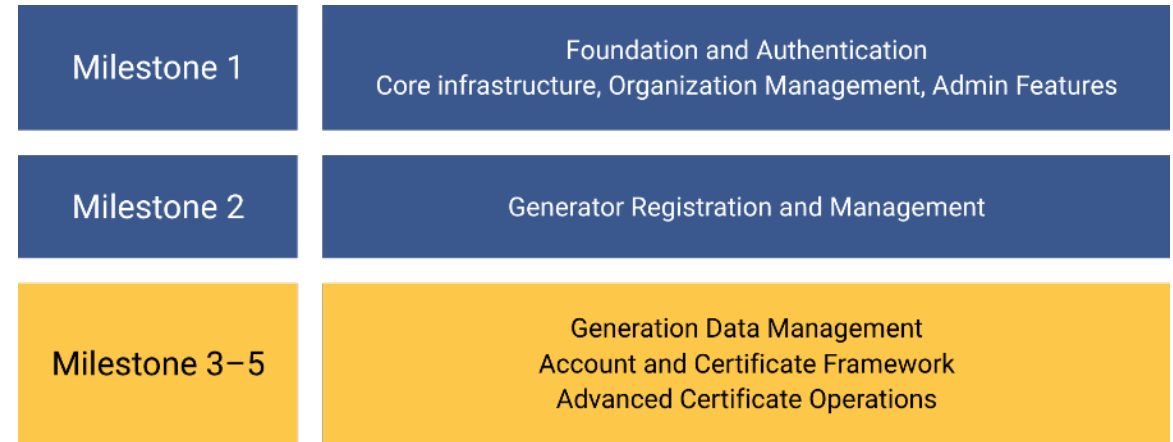 Milestone 1
Foundation and Authentication
Core infrastructure, Organization Management, Admin Features
Milestone 2
Generator Registration and Management
Milestone 3–5
Generation Data Management
Account and Certificate Framework
Advanced Certificate Operations